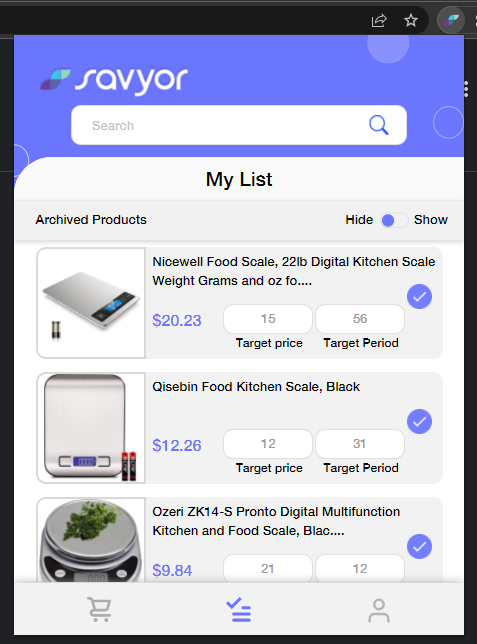 savyor
Search
My List
Archived Products
Hide Show
Nicewell Food Scale, 22lb Digital Kitchen Scale
Weight Grams and oz fo....
$20.23
15 56
Target price Target Period
Qisebin Food Kitchen Scale, Black
$12.26
12 31
Target price Target Period
Ozeri ZK14-S Pronto Digital Multifunction
Kitchen and Food Scale, Blac....
$9.84
21 12